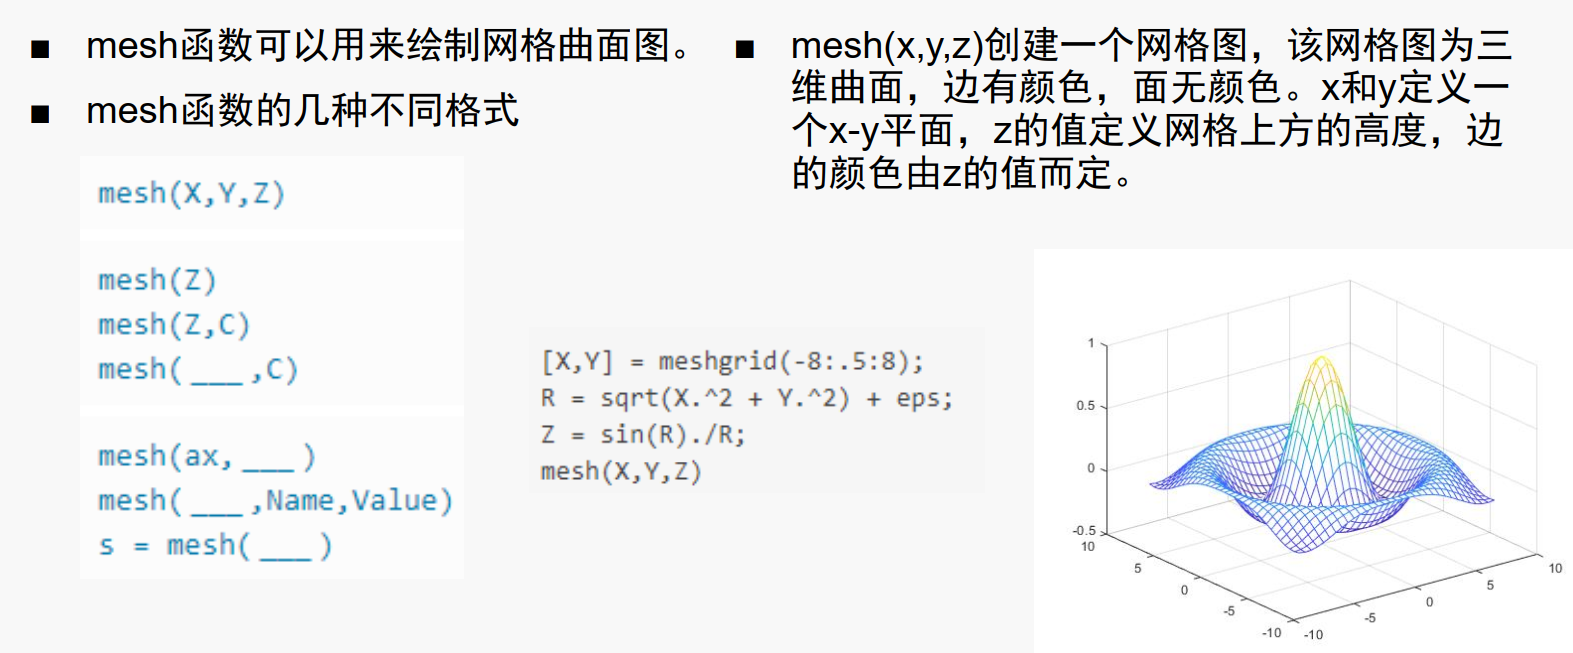 ■ mesh函数可以用来绘制网格曲面图。
■ mesh函数的几种不同格式
mesh(X,Y,Z)
mesh(Z)
mesh(Z,C)
mesh( ___ ,C)
mesh(ax, ___ )
mesh( ___ ,Name,Value)
s = mesh( ___ )
■ mesh(x,y,z)创建一个网格图，该网格图为三
维曲面，边有颜色，面无颜色。x和y定义一
个x-y平面，z的值定义网格上方的高度，边
的颜色由z的值而定。
[X,Y] = meshgrid(-8:.5:8);
R = sqrt(X.^2 + Y.^2) + eps;
Z = sin(R)./R;
mesh(X,Y,Z)
1
0.5
0
-0.5
10
5
0
-5
-10
-10
-5
0
5
10